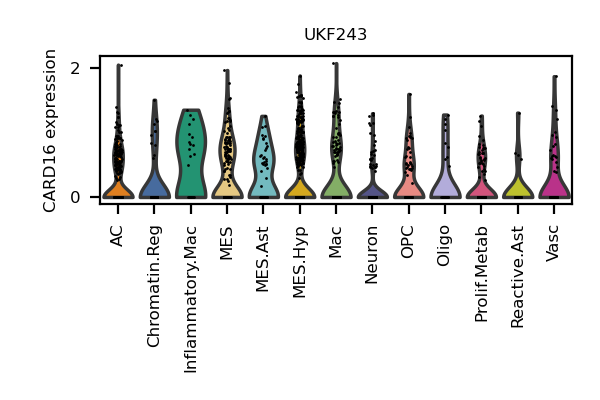 UKF243
CARD16 expression
2
0
AC
Chromatin.Reg
Inflammatory.Mac
MES
MES.Ast
MES.Hyp
Mac
Neuron
OPC
Oligo
Prolif.Metab
Reactive.Ast
Vasc